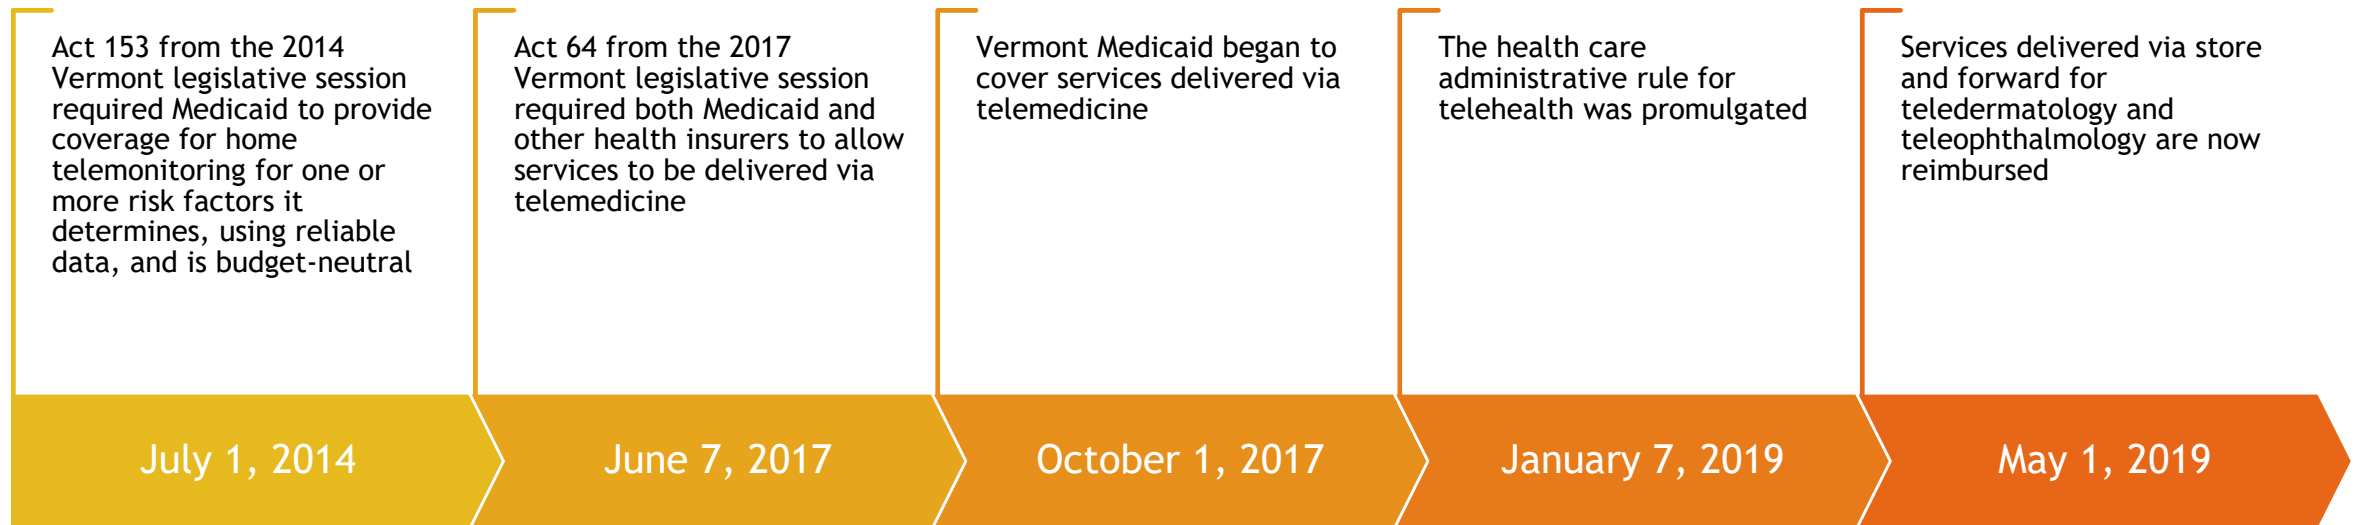 Act 153 from the 2014
Vermont legislative session
required Medicaid to provide
coverage for home
telemonitoring for one or
more risk factors it
determines, using reliable
data, and is budget-neutral
July 1, 2014
Act 64 from the 2017
Vermont legislative session
required both Medicaid and
other health insurers to allow
services to be delivered via
telemedicine
June 7, 2017
Vermont Medicaid began to
cover services delivered via
telemedicine
October 1, 2017
The health care
administrative rule for
telehealth was promulgated
January 7, 2019
Services delivered via store
and forward for
teledermatology and
teleophthalmology are now
reimbursed
May 1, 2019